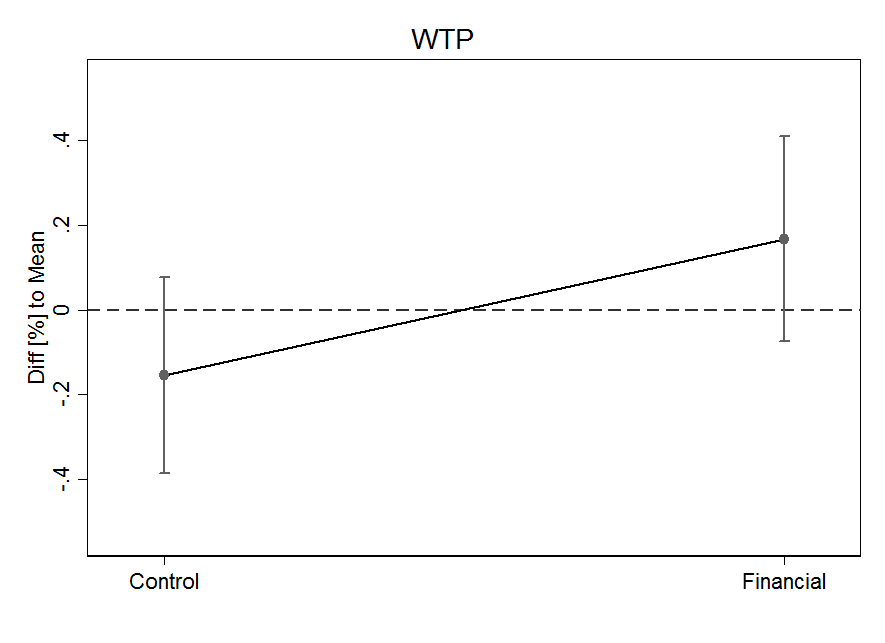 WTP
Diff [%] to Mean
.4
.2
0
-.2
-.4
Control
Financial